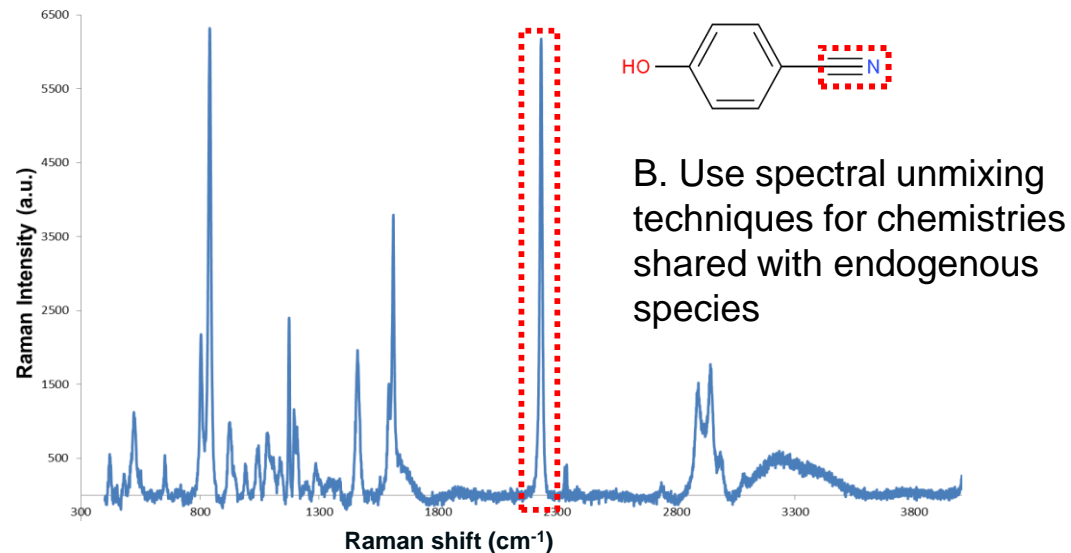 6500
5500
4500
3500
2500
1500
500
300
800
1300
1800
2300
2800
3300
3800
Raman Intensity (a.u.)
Raman shift (cm-1)
HO
N
B. Use spectral unmixing
techniques for chemistries
shared with endogenous
species